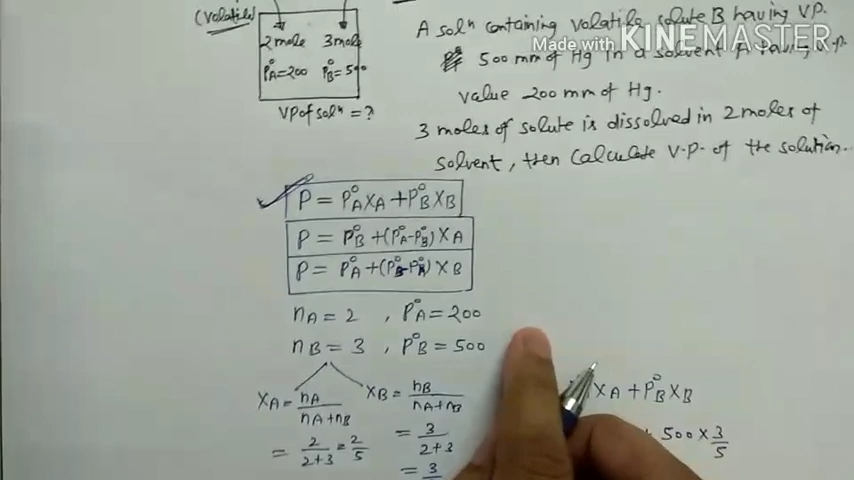 (volatile)
2 mole 3 mole
P°A=200 P°B=500
VP of solⁿ = ?
A solⁿ containing volatile solute B having VP.
500 mm of Hg in a solvent A having V.P.
value 200 mm of Hg.
3 moles of solute is dissolved in 2 moles of
solvent, then calculate V.P. of the solution.
Made with KINEMASTER
P = P°A XA + P°B XB
P = P°B + (P°A - P°B) XA
P = P°A + (P°B - P°A) XB
nA = 2 , P°A = 200
nB = 3 , P°B = 500
XA = nA / nA + nB XB = nB / nA + nB
= 2 / 2+3 = 2/5 = 3 / 2+3
= 3
XA + P°B XB
+ 500 × 3/5